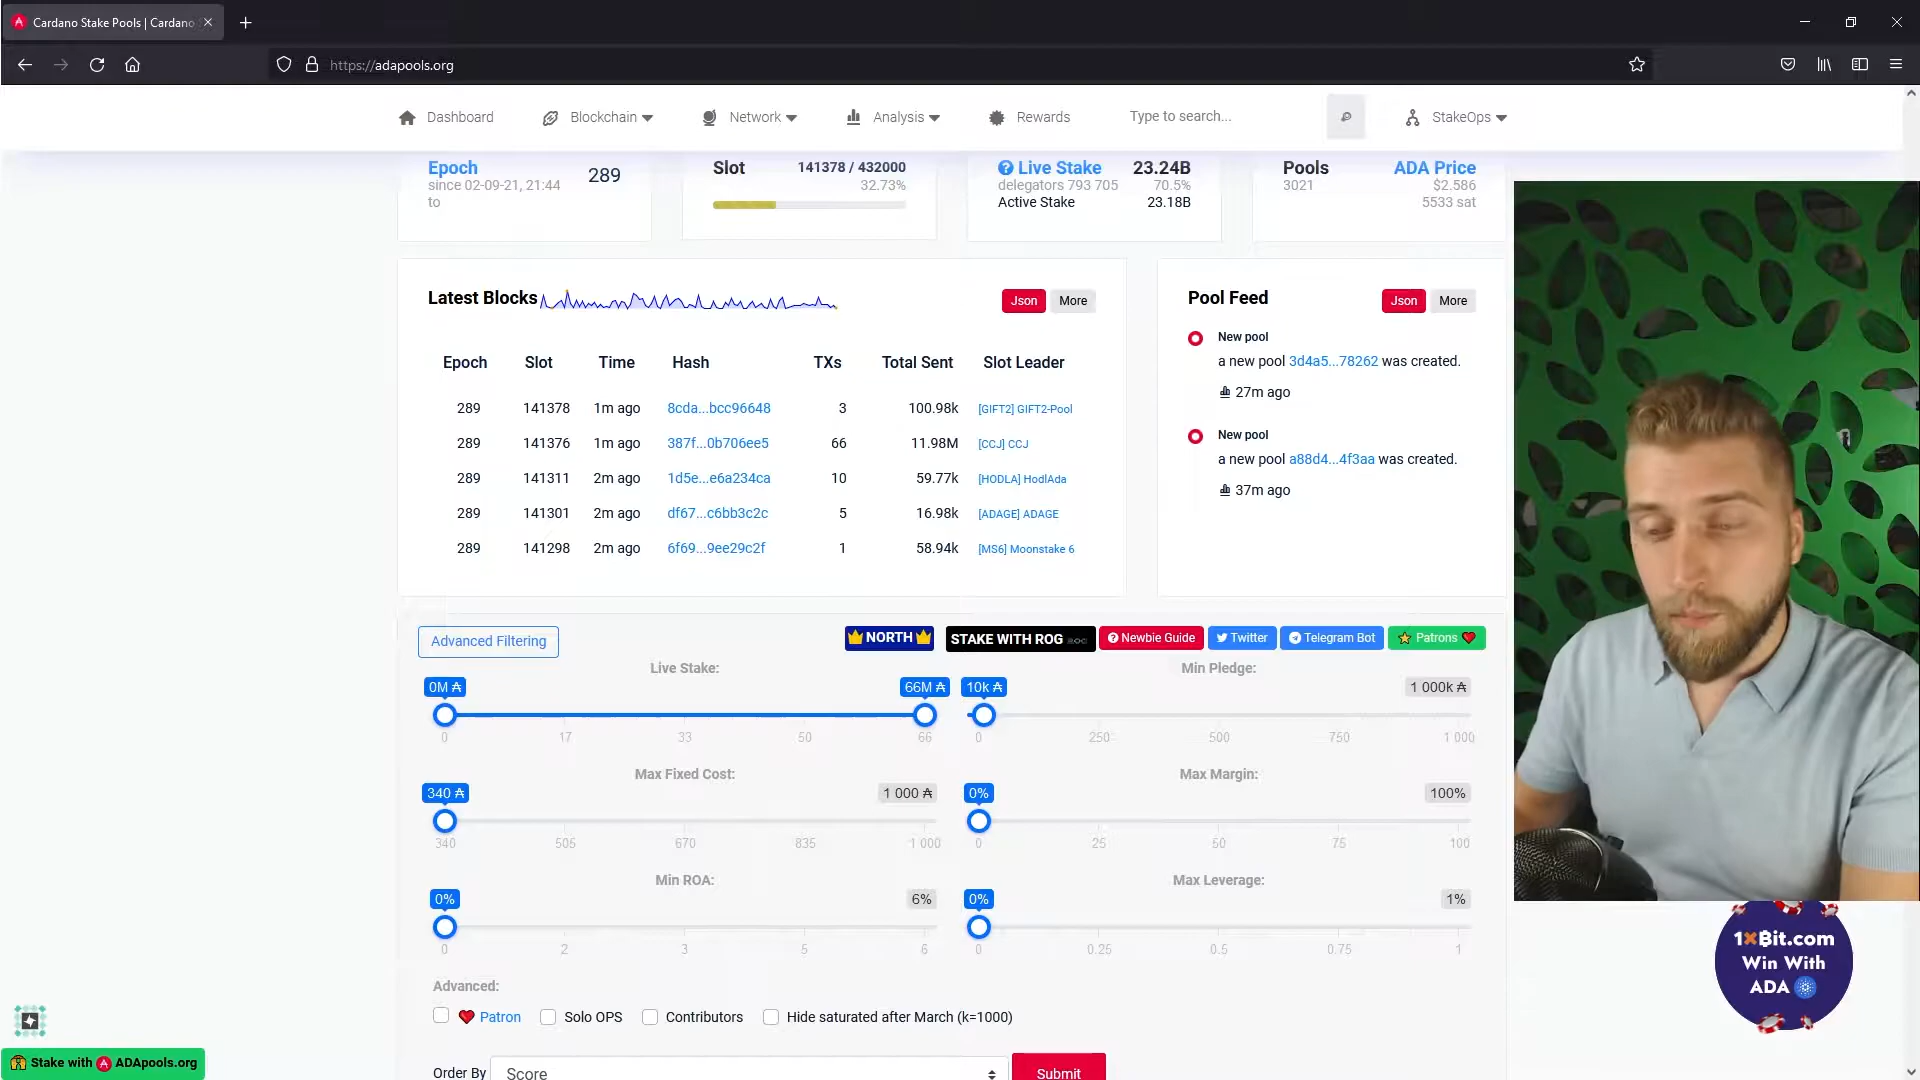 Cardano Stake Pools | Cardano
https://adapools.org
Dashboard
Blockchain
Network
Analysis
Rewards
Type to search...
StakeOps
Epoch
289
since 02-09-21, 21:44
to
Slot
141378 / 432000
32.73%
Live Stake
23.24B
delegators 793 705
70.5%
Active Stake
23.18B
Pools
ADA Price
3021
$2.586
5533 sat
Latest Blocks
Json
More
Epoch Slot Time Hash TXs Total Sent Slot Leader
289 141378 1m ago 8cda...bcc96648 3 100.98k [GIFT2] GIFT2-Pool
289 141376 1m ago 387f...0b706ee5 66 11.98M [CCJ] CCJ
289 141311 2m ago 1d5e...e6a234ca 10 59.77k [HODLA] HodlAda
289 141301 2m ago df67...c6bb3c2c 5 16.98k [ADAGE] ADAGE
289 141298 2m ago 6f69...9ee29c2f 1 58.94k [MS6] Moonstake 6
Pool Feed
Json
More
New pool
a new pool 3d4a5...78262 was created.
27m ago
New pool
a new pool a88d4...4f3aa was created.
37m ago
Advanced Filtering
NORTH
STAKE WITH ROG
Newbie Guide
Twitter
Telegram Bot
Patrons
Live Stake:
0M ₳
66M ₳
0 17 33 50 66
Min Pledge:
10k ₳
1 000k ₳
0 250 500 750 1 000
Max Fixed Cost:
340 ₳
1 000 ₳
340 505 670 835 1 000
Max Margin:
0%
100%
0 25 50 75 100
Min ROA:
0%
6%
0 2 3 5 6
Max Leverage:
0%
1%
0 0.25 0.5 0.75 1
Advanced:
Patron
Solo OPS
Contributors
Hide saturated after March (k=1000)
Order By
Score
Submit
Stake with ADApools.org
1xBit.com
Win With
ADA